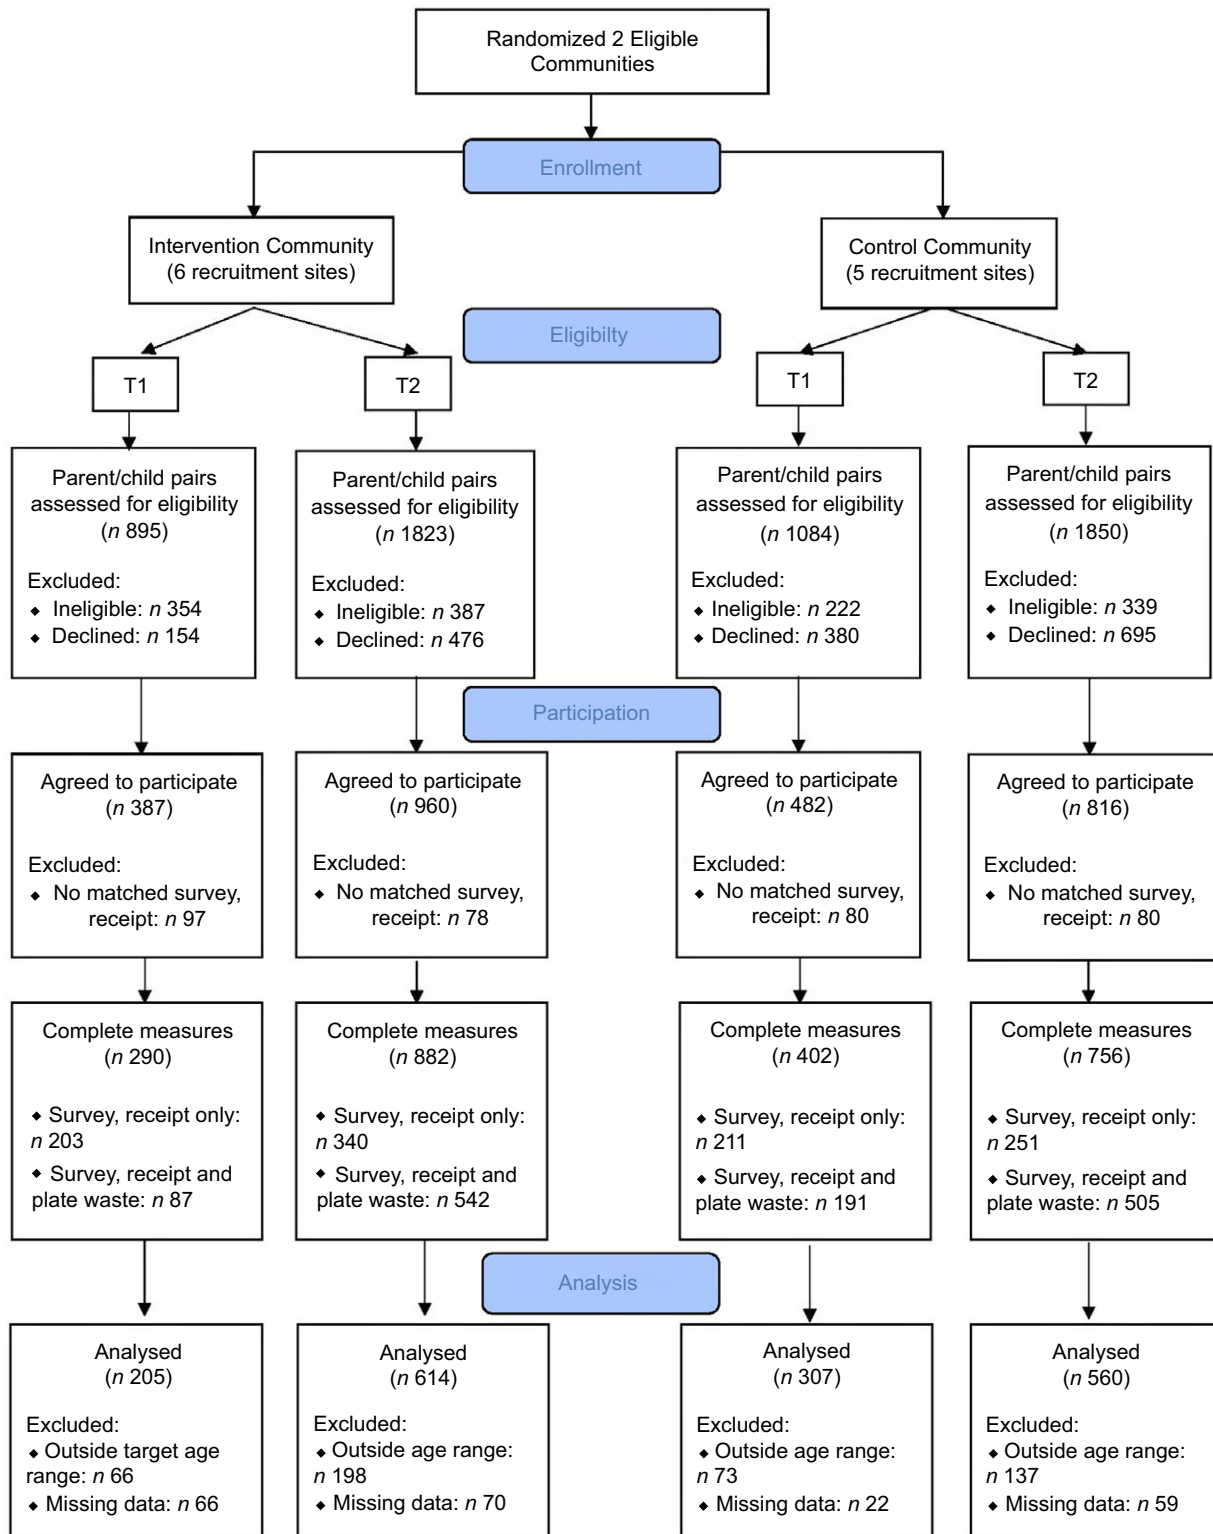 Randomized 2 Eligible
Communities
Enrollment
Intervention Community
(6 recruitment sites)
Control Community
(5 recruitment sites)
Eligibilty
T1
T2
T1
T2
Parent/child pairs
assessed for eligibility
(n 895)
Excluded:
◆ Ineligible: n 354
◆ Declined: n 154
Parent/child pairs
assessed for eligibility
(n 1823)
Excluded:
◆ Ineligible: n 387
◆ Declined: n 476
Parent/child pairs
assessed for eligibility
(n 1084)
Excluded:
◆ Ineligible: n 222
◆ Declined: n 380
Parent/child pairs
assessed for eligibility
(n 1850)
Excluded:
◆ Ineligible: n 339
◆ Declined: n 695
Participation
Agreed to participate
(n 387)
Excluded:
◆ No matched survey,
receipt: n 97
Agreed to participate
(n 960)
Excluded:
◆ No matched survey,
receipt: n 78
Agreed to participate
(n 482)
Excluded:
◆ No matched survey,
receipt: n 80
Agreed to participate
(n 816)
Excluded:
◆ No matched survey,
receipt: n 80
Complete measures
(n 290)
◆ Survey, receipt only:
n 203
◆ Survey, receipt and
plate waste: n 87
Complete measures
(n 882)
◆ Survey, receipt only:
n 340
◆ Survey, receipt and
plate waste: n 542
Complete measures
(n 402)
◆ Survey, receipt only:
n 211
◆ Survey, receipt and
plate waste: n 191
Complete measures
(n 756)
◆ Survey, receipt only:
n 251
◆ Survey, receipt and
plate waste: n 505
Analysis
Analysed
(n 205)
Excluded:
◆ Outside target age
range: n 66
◆ Missing data: n 66
Analysed
(n 614)
Excluded:
◆ Outside age range:
n 198
◆ Missing data: n 70
Analysed
(n 307)
Excluded:
◆ Outside age range:
n 73
◆ Missing data: n 22
Analysed
(n 560)
Excluded:
◆ Outside age range:
n 137
◆ Missing data: n 59